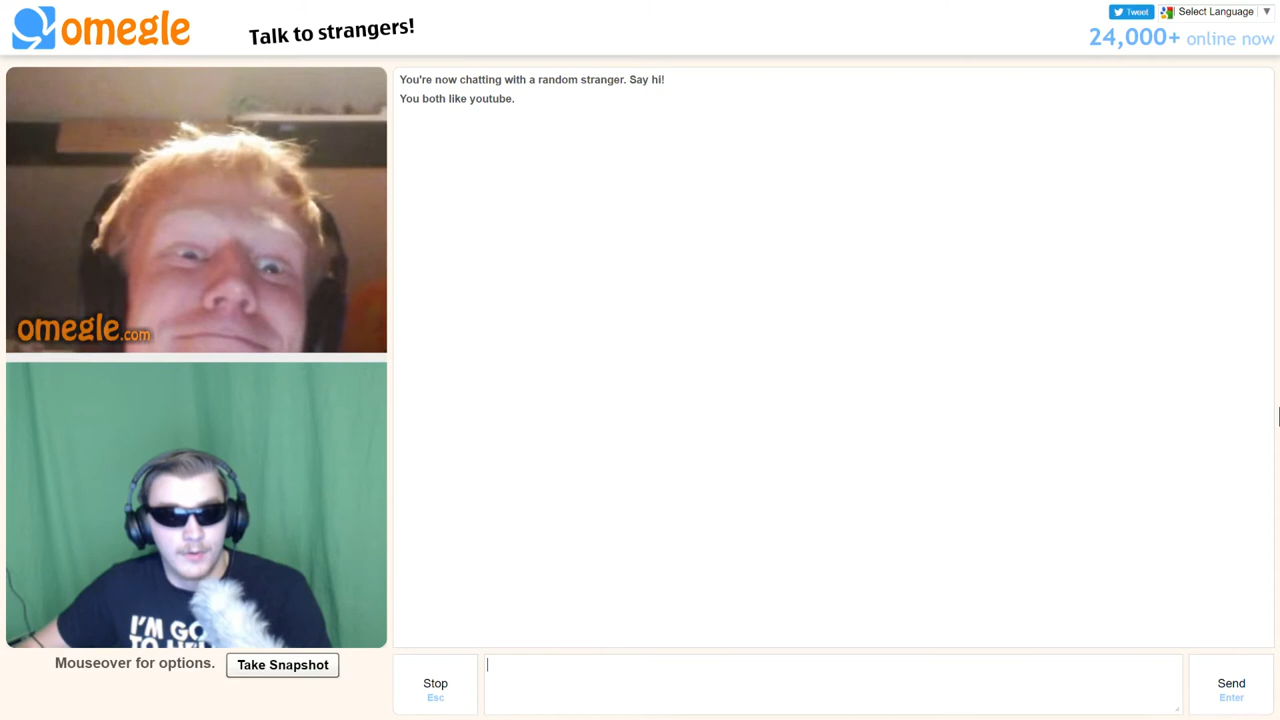 omegle
Talk to strangers!
Tweet
Select Language
24,000+ online now
You're now chatting with a random stranger. Say hi!
You both like youtube.
omegle.com
I'M GO
Mouseover for options.
Take Snapshot
Stop
Esc
Send
Enter